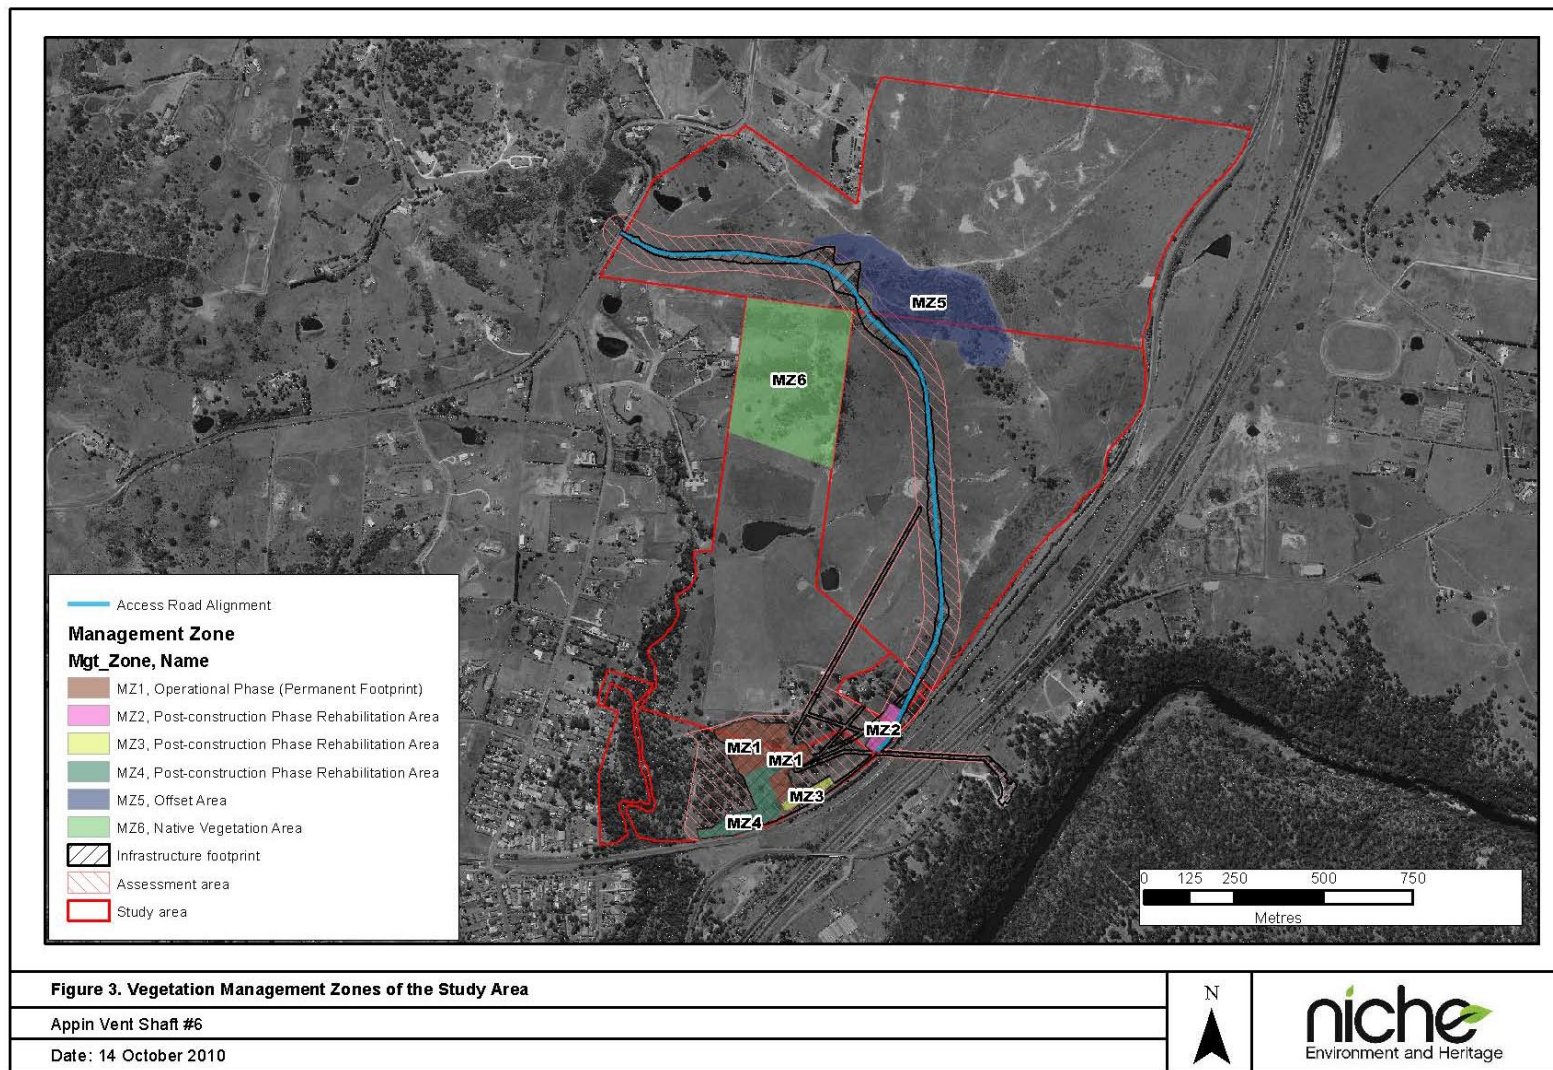 MZ5
MZ6
MZ2
MZ1
MZ1
MZ3
MZ4
Access Road Alignment
Management Zone
Mgt_Zone, Name
MZ1, Operational Phase (Permanent Footprint)
MZ2, Post-construction Phase Rehabilitation Area
MZ3, Post-construction Phase Rehabilitation Area
MZ4, Post-construction Phase Rehabilitation Area
MZ5, Offset Area
MZ6, Native Vegetation Area
Infrastructure footprint
Assessment area
Study area
0 125 250 500 750
Metres
Figure 3. Vegetation Management Zones of the Study Area
Appin Vent Shaft #6
Date: 14 October 2010
N
niche
Environment and Heritage